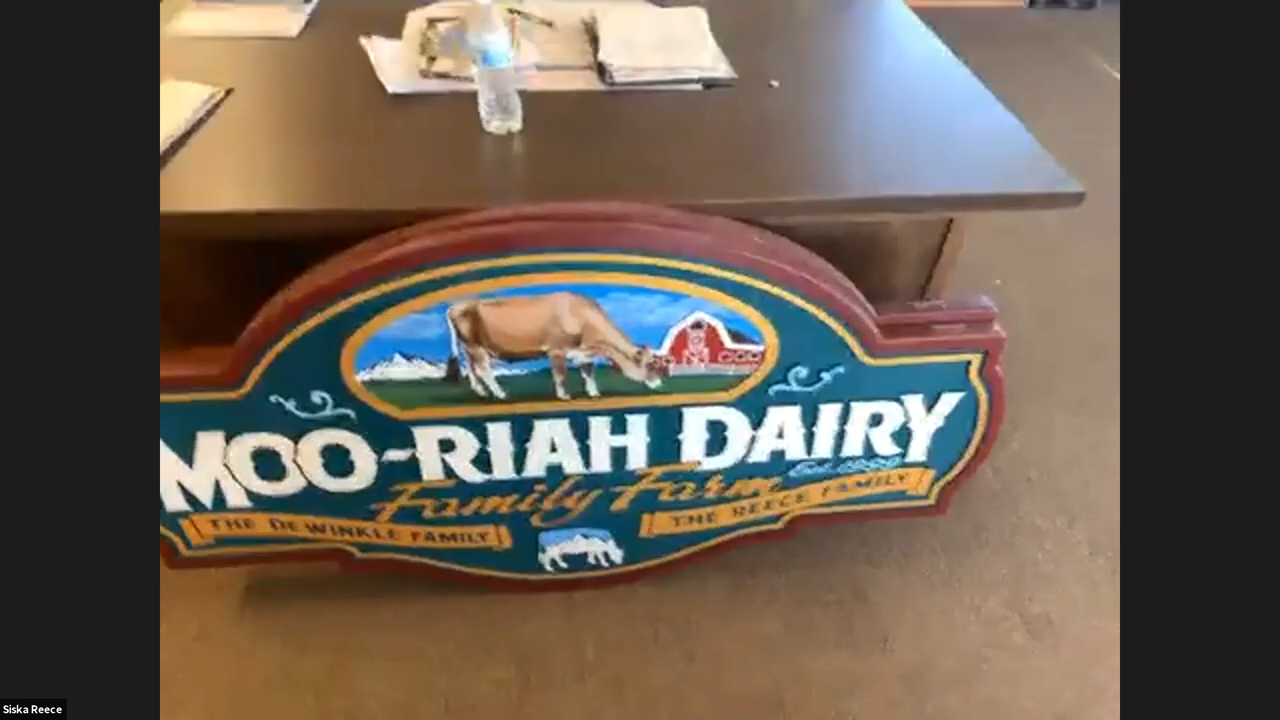 MOO-RIAH DAIRY
Family Farm
THE DEWINKLE FAMILY
THE REECE FAMILY
Siska Reece